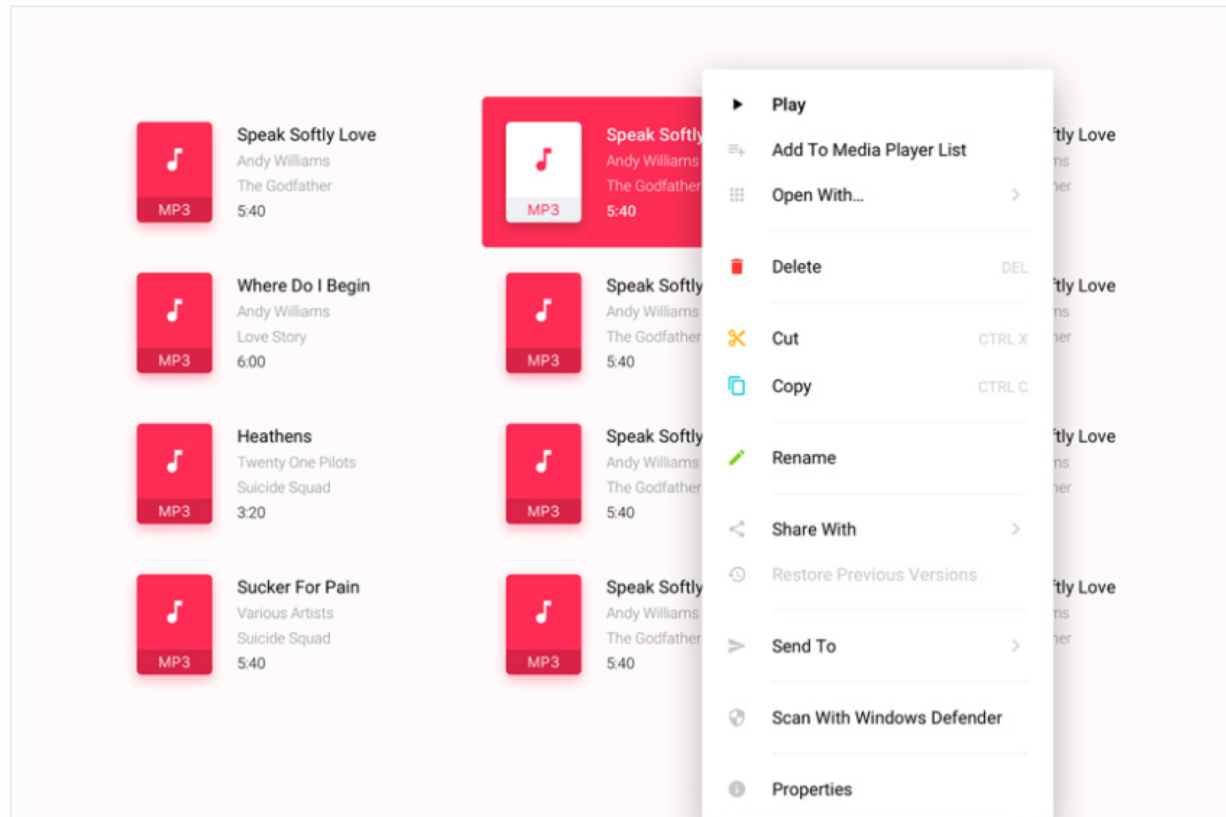 Speak Softly Love
Andy Williams
The Godfather
MP3
5:40
Where Do I Begin
Andy Williams
Love Story
MP3
6:00
Heathens
Twenty One Pilots
Suicide Squad
MP3
3:20
Sucker For Pain
Various Artists
Suicide Squad
MP3
5:40
Speak Softly
Andy Williams
The Godfather
MP3
5:40
Speak Softly
Andy Williams
The Godfather
MP3
5:40
Speak Softly
Andy Williams
The Godfather
MP3
5:40
Speak Softly
Andy Williams
The Godfather
MP3
5:40
Play
Add To Media Player List
Open With...
Delete DEL
Cut CTRL X
Copy CTRL C
Rename
Share With
Restore Previous Versions
Send To
Scan With Windows Defender
Properties
Love
Love
Love
Love